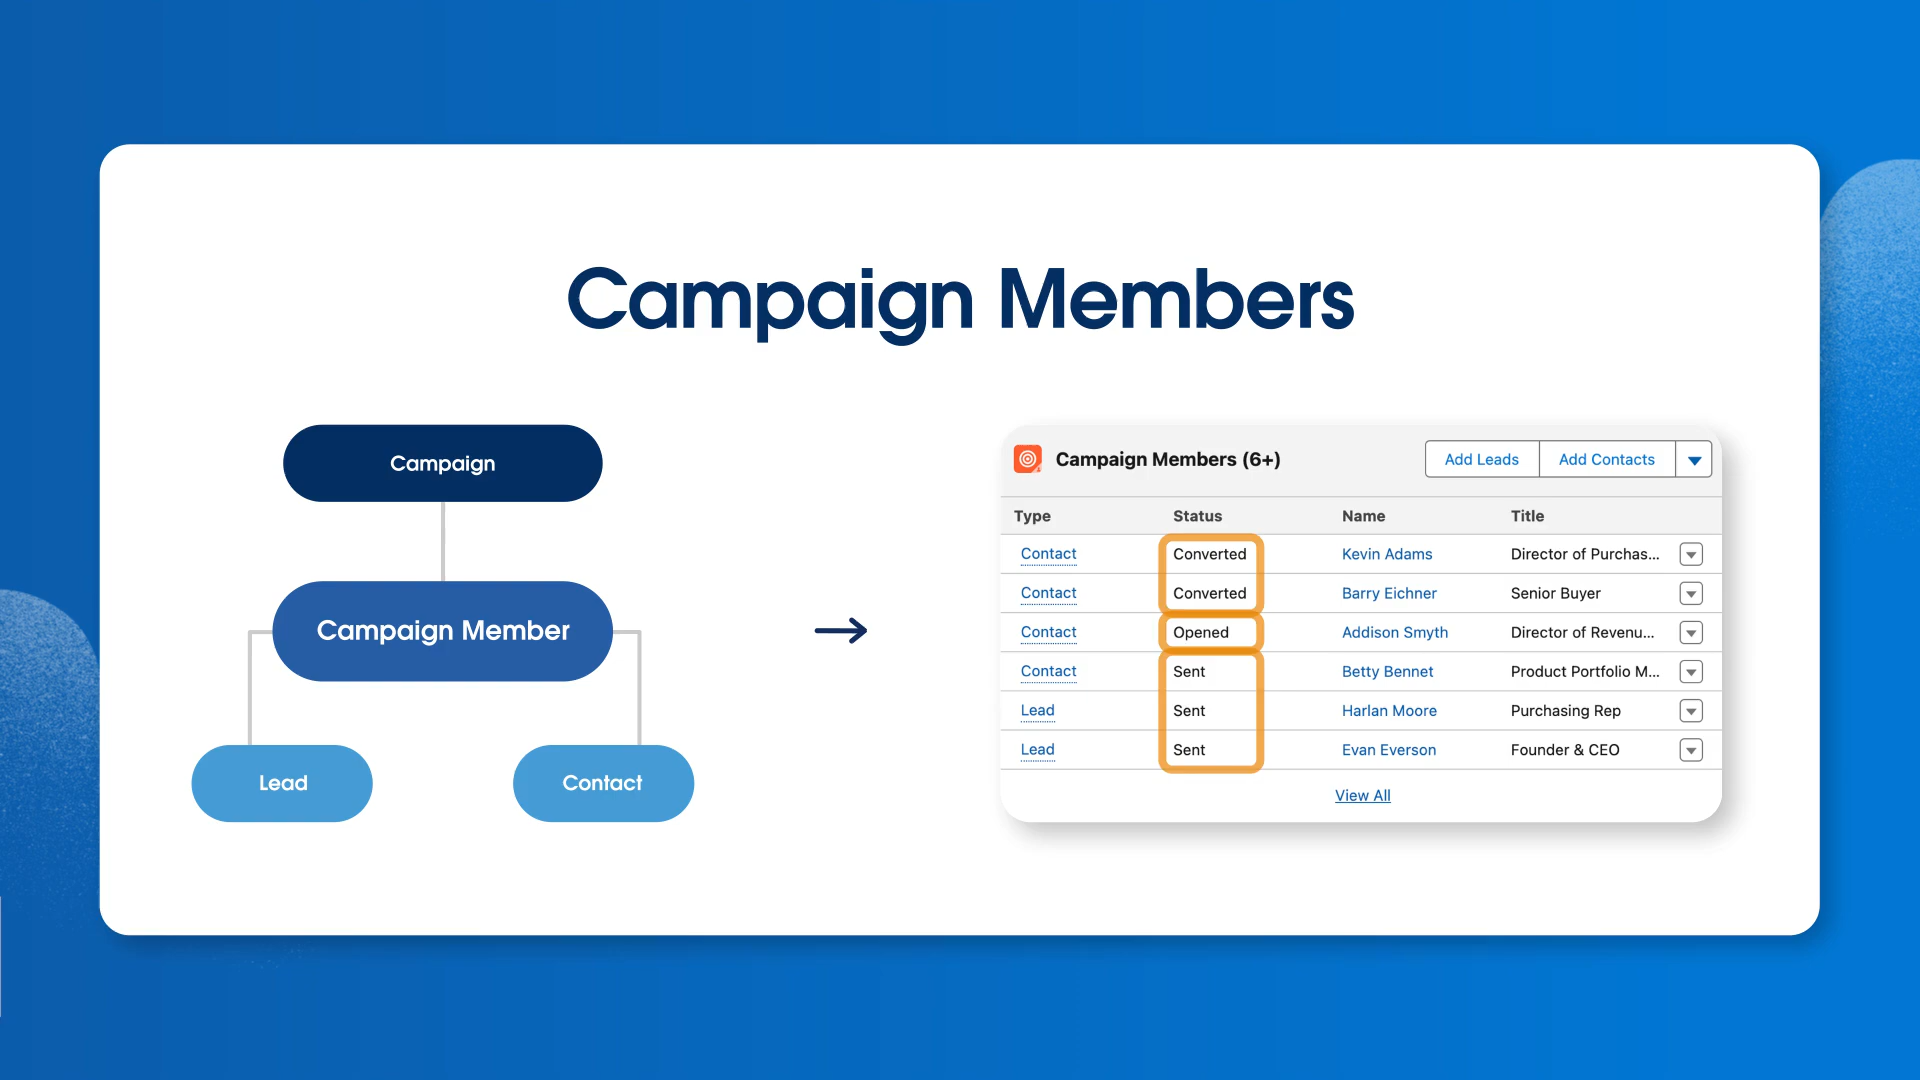 Campaign Members
Campaign
Campaign Member
Lead
Contact
Campaign Members (6+)
Add Leads
Add Contacts
Type Status Name Title
Contact Converted Kevin Adams Director of Purchas...
Contact Converted Barry Eichner Senior Buyer
Contact Opened Addison Smyth Director of Revenu...
Contact Sent Betty Bennet Product Portfolio M...
Lead Sent Harlan Moore Purchasing Rep
Lead Sent Evan Everson Founder & CEO
View All